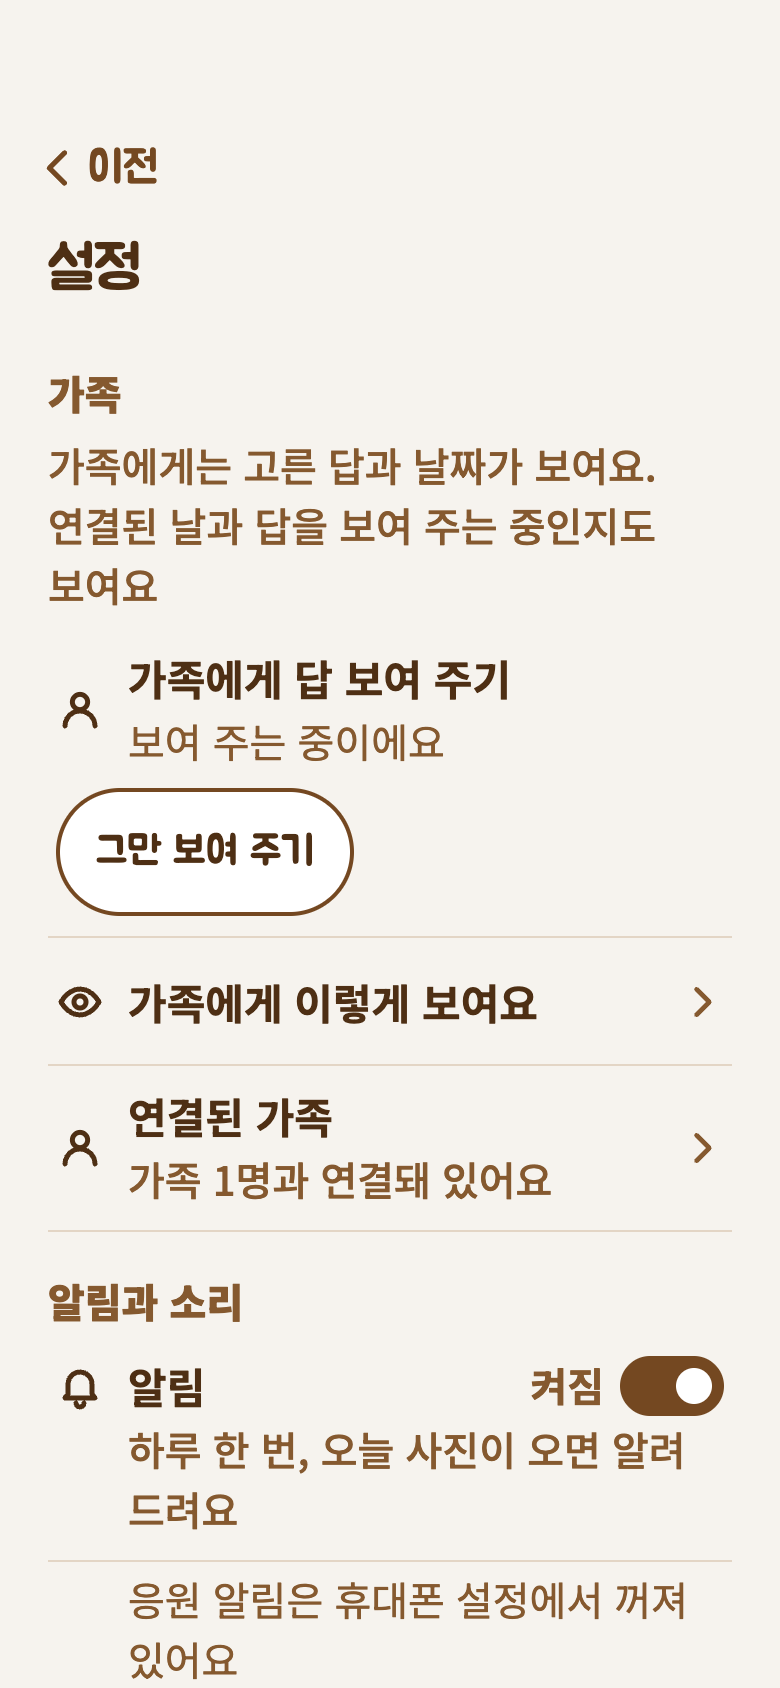 이전
설정
가족
가족에게는 고른 답과 날짜가 보여요.
연결된 날과 답을 보여 주는 중인지도
보여요
가족에게 답 보여 주기
보여 주는 중이에요
그만 보여 주기
가족에게 이렇게 보여요
연결된 가족
가족 1명과 연결돼 있어요
알림과 소리
알림
켜짐
하루 한 번, 오늘 사진이 오면 알려
드려요
응원 알림은 휴대폰 설정에서 꺼져
있어요